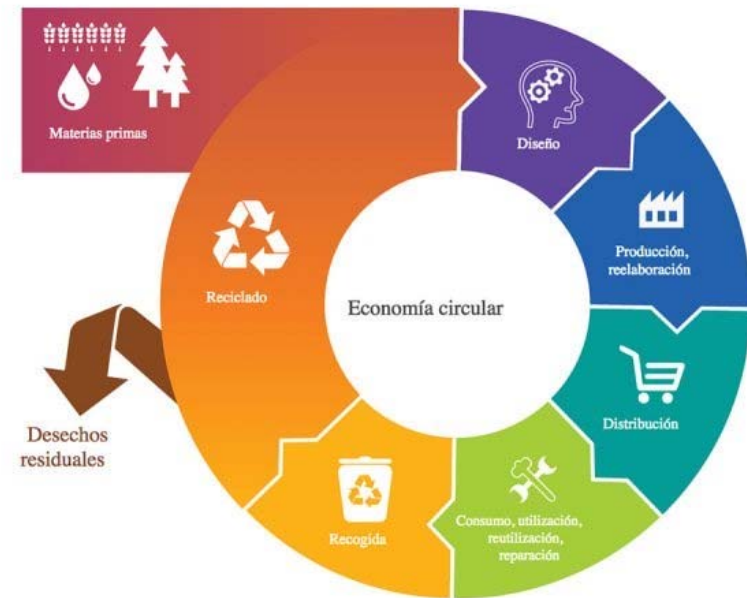 Materias primas
Diseño
Producción,
reelaboración
Distribución
Consumo, utilización,
reutilización,
reparación
Recogida
Reciclado
Desechos
residuales
Economía circular